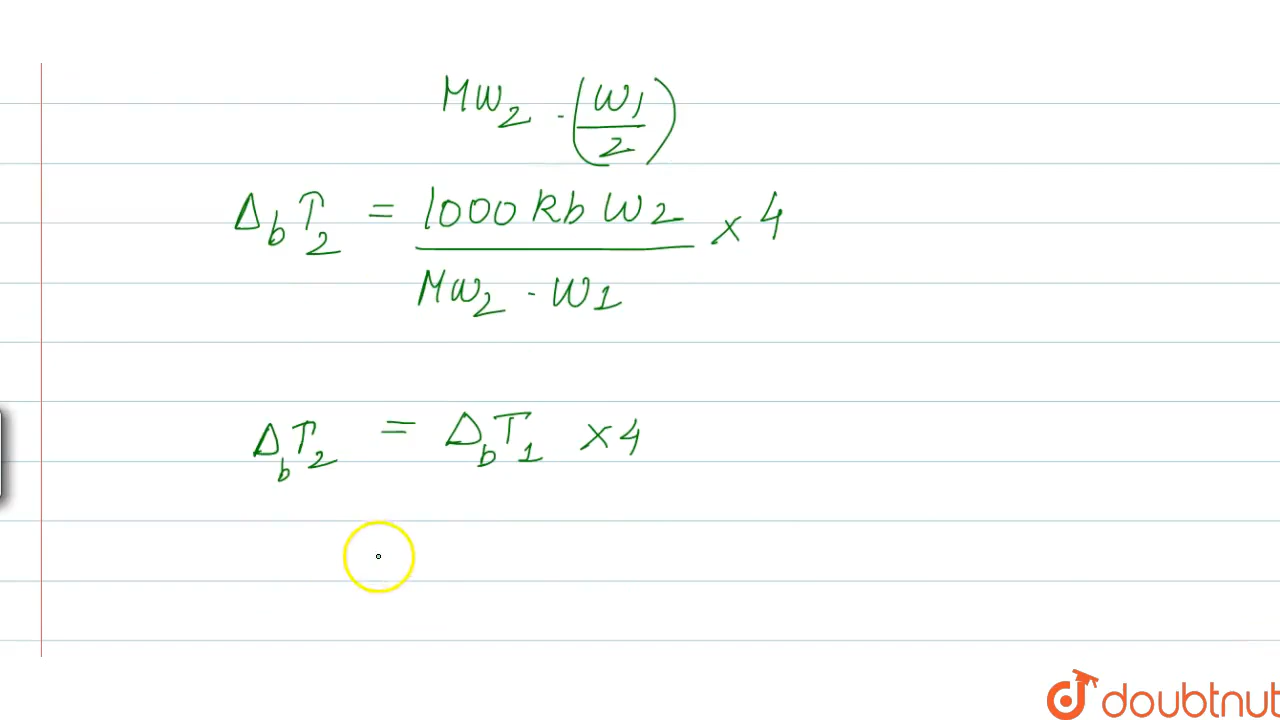 MW₂ · (W1/2)
ΔbT₂ = 1000 kb W2 / MW₂ · W1 × 4
ΔbT₂ = ΔbT₁ × 4
doubtnut